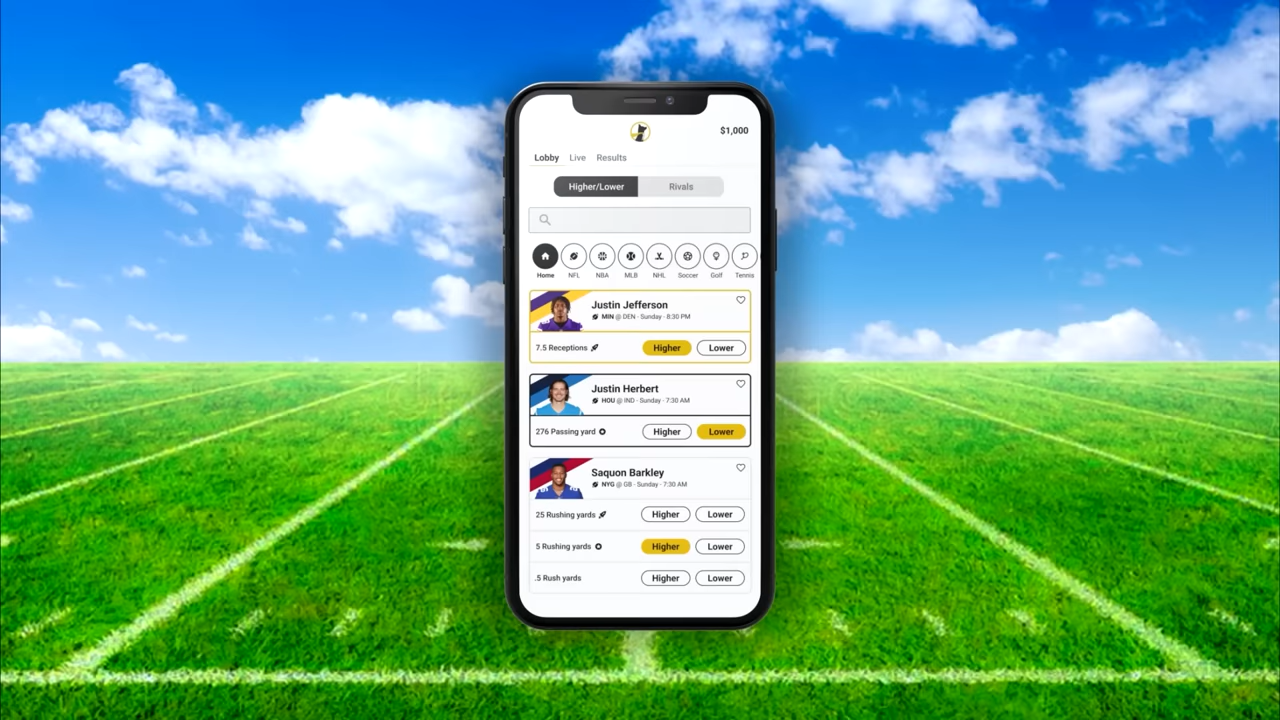 $1,000
Lobby Live Results
Higher/Lower Rivals
Home NFL NBA MLB NHL Soccer Golf Tennis
Justin Jefferson
MIN @ DEN · Sunday · 8:30 PM
7.5 Receptions Higher Lower
Justin Herbert
HOU @ IND · Sunday · 7:30 AM
276 Passing yard Higher Lower
Saquon Barkley
NYG @ GB · Sunday · 7:30 AM
25 Rushing yards Higher Lower
5 Rushing yards Higher Lower
.5 Rush yards Higher Lower